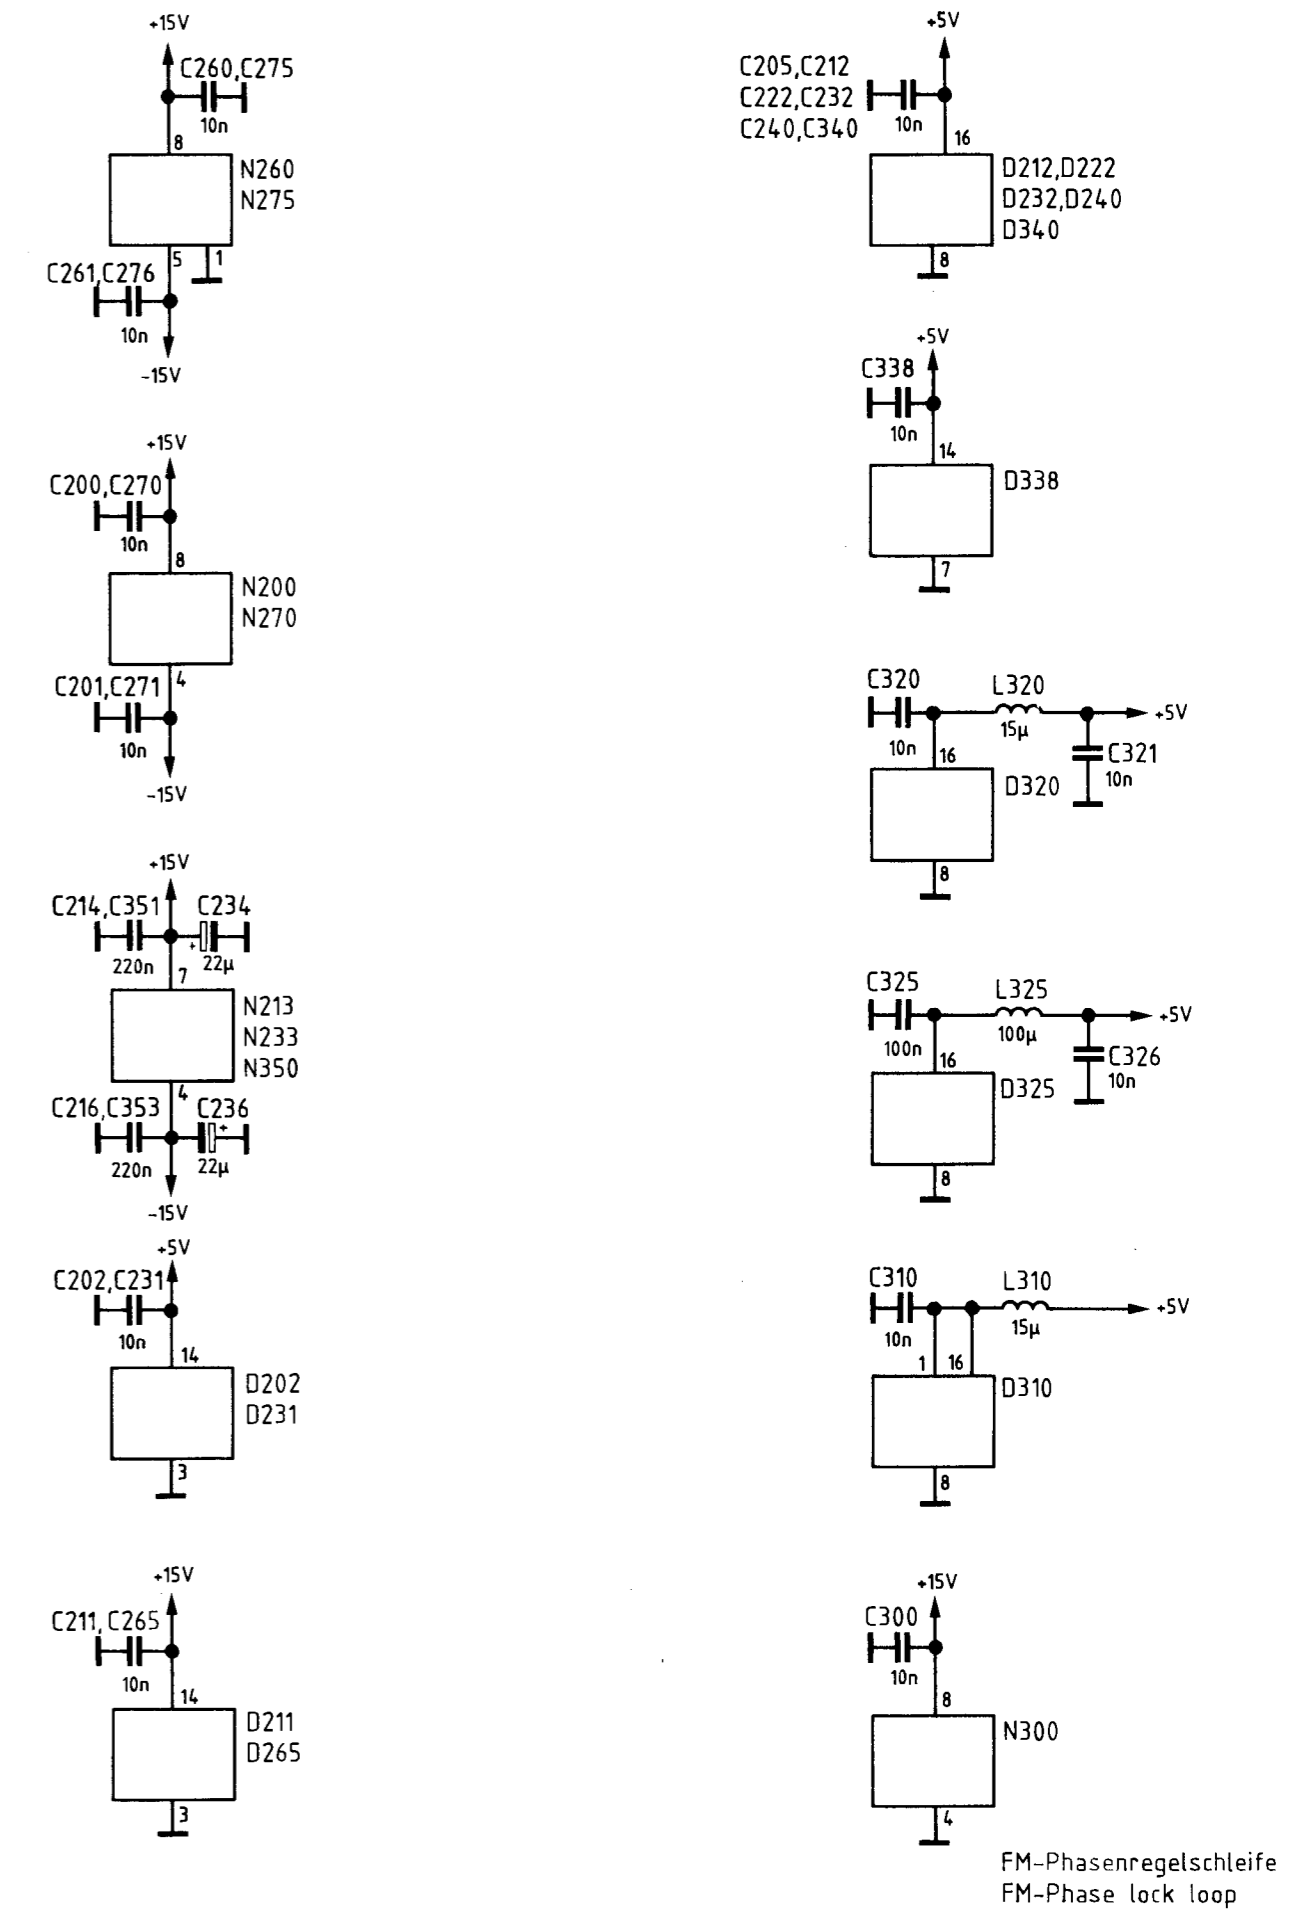 +15V
C260,C275
10n
8
N260
N275
5
1
C261,C276
10n
-15V
+15V
C200,C270
10n
8
N200
N270
4
C201,C271
10n
-15V
+15V
C214,C351
C234
+
220n
22µ
7
N213
N233
N350
4
C216,C353
C236
+
220n
22µ
-15V
+5V
C202,C231
10n
14
D202
D231
3
+15V
C211,C265
10n
14
D211
D265
3
+5V
C205,C212
C222,C232
C240,C340
10n
16
D212,D222
D232,D240
D340
8
+5V
C338
10n
14
D338
7
C320
L320
+5V
10n
15µ
16
C321
10n
D320
8
C325
L325
+5V
100n
100µ
16
C326
10n
D325
8
C310
L310
+5V
10n
15µ
1
16
D310
8
+15V
C300
10n
8
N300
4
FM-Phasenregelschleife
FM-Phase lock loop